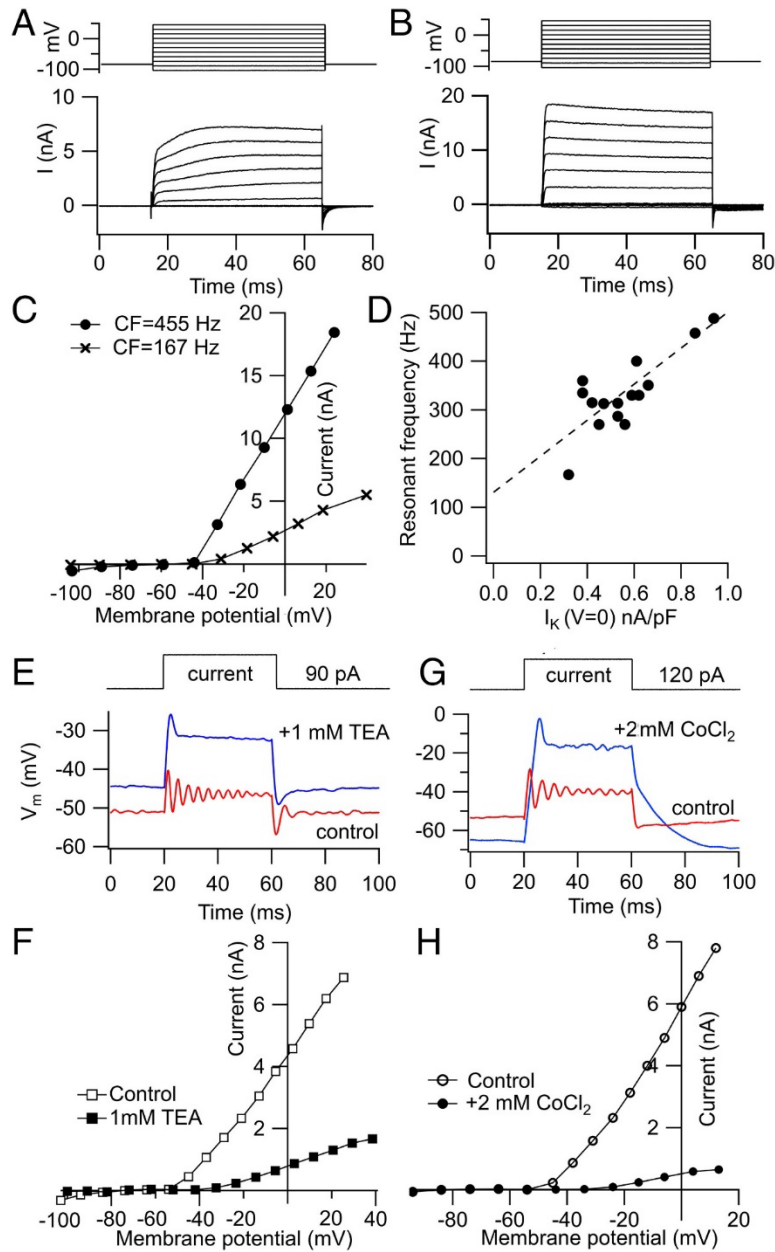 A
mV
0
-100
10
I (nA)
5
0
0 20 40 60 80
Time (ms)
B
mV
0
-100
20
I (nA)
10
0
0 20 40 60 80
Time (ms)
C
CF=455 Hz
CF=167 Hz
20
15
10
5
Current (nA)
-100 -80 -60 -40 -20 20
Membrane potential (mV)
D
Resonant frequency (Hz)
500
400
300
200
100
0
0.0 0.2 0.4 0.6 0.8 1.0
I_K (V=0) nA/pF
E
current 90 pA
-30
-40
-50
-60
V_m (mV)
+1 mM TEA
control
0 20 40 60 80 100
Time (ms)
G
current 120 pA
0
-20
-40
-60
+2mM CoCl₂
control
0 20 40 60 80 100
Time (ms)
F
8
6
4
2
Current (nA)
Control
1mM TEA
-100 -80 -60 -40 -20 0 20 40
Membrane potential (mV)
H
8
6
4
2
Current (nA)
Control
+2 mM CoCl₂
-80 -60 -40 -20 0 20
Membrane potential (mV)